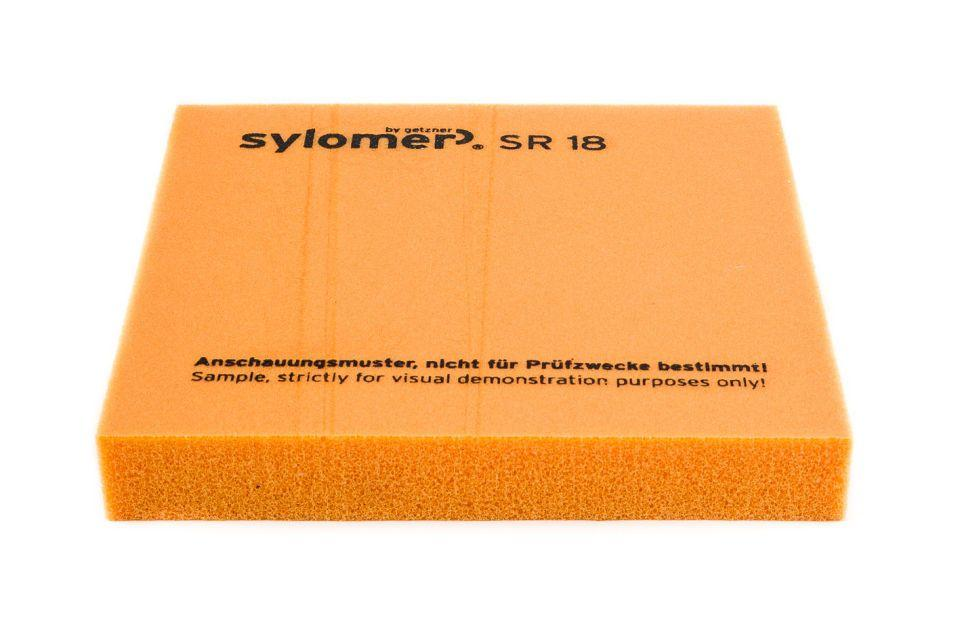 by getzner
sylomer® SR 18
Anschauungsmuster, nicht für Prüfzwecke bestimmt!
Sample, strictly for visual demonstration purposes only!